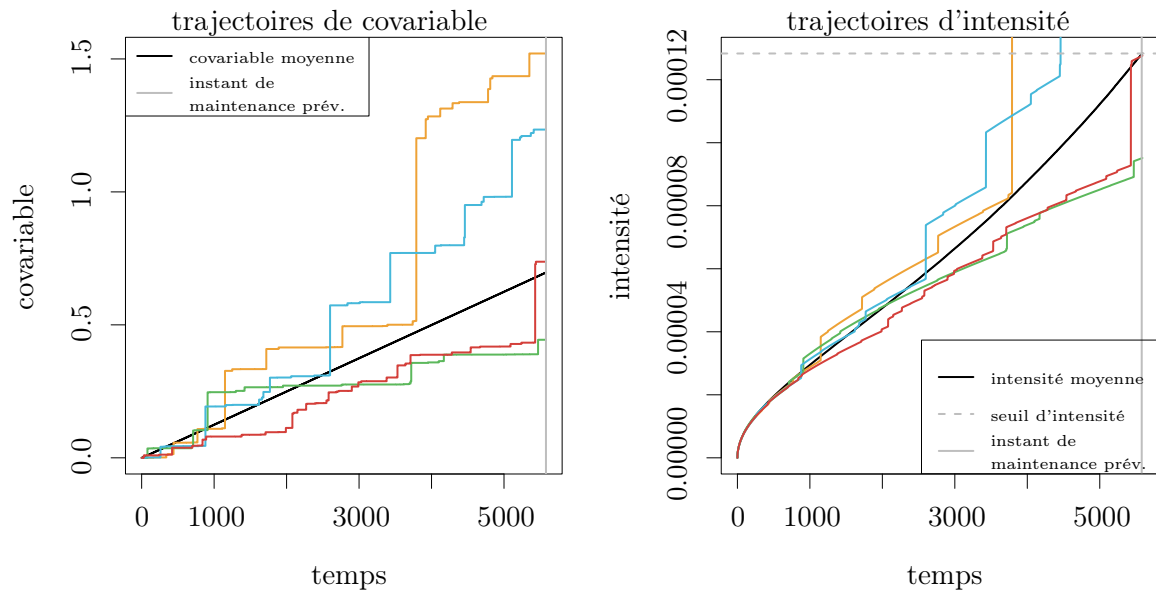 trajectoires de covariable
covariable moyenne
instant de
maintenance prév.
covariable
0.0
0.5
1.0
1.5
0
1000
3000
5000
temps
trajectoires d'intensité
intensité
0.00000
0.00004
0.00008
0.00012
intensité moyenne
seuil d'intensité
instant de
maintenance prév.
0
1000
3000
5000
temps